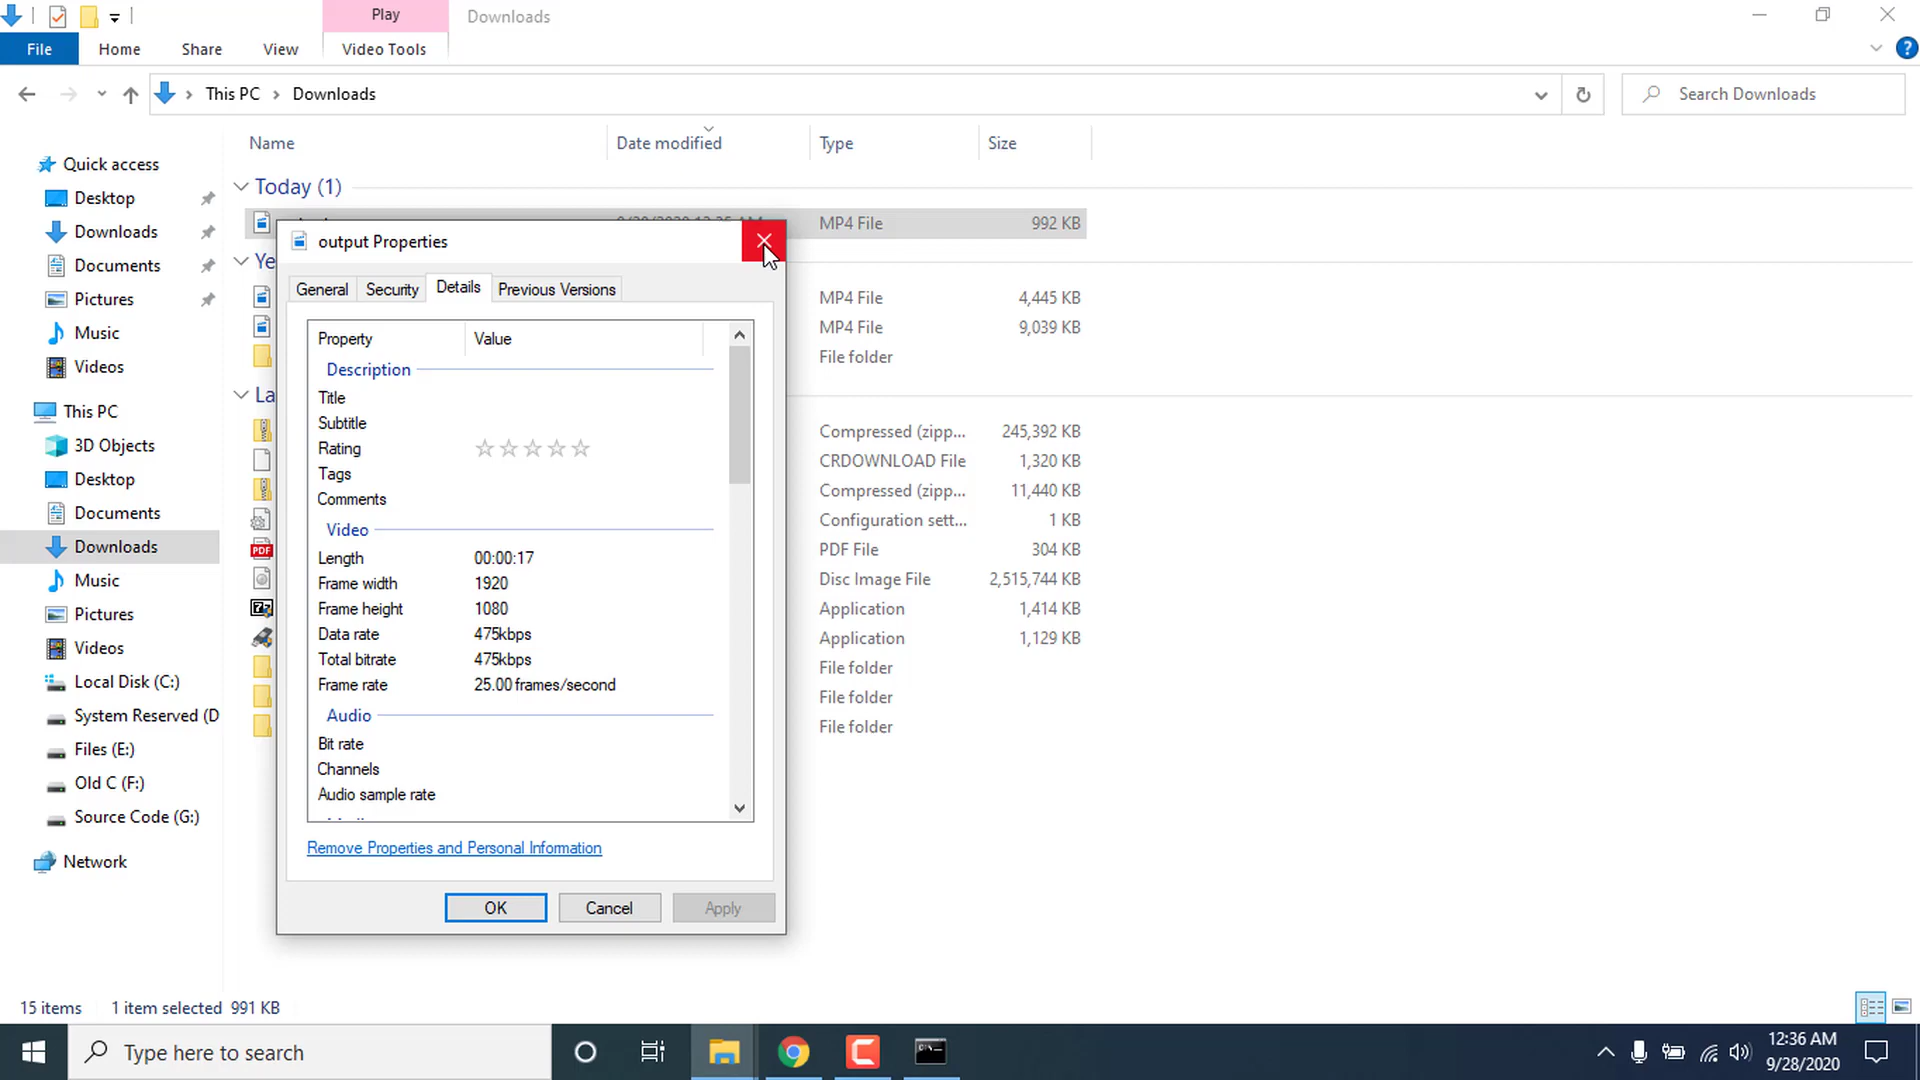 Play
Downloads
File
Home
Share
View
Video Tools
This PC
Downloads
Search Downloads
Name
Date modified
Type
Size
Quick access
Desktop
Downloads
Documents
Pictures
Music
Videos
This PC
3D Objects
Desktop
Documents
Downloads
Music
Pictures
Videos
Local Disk (C:)
System Reserved (D
Files (E:)
Old C (F:)
Source Code (G:)
Network
Today (1)
MP4 File 992 KB
Ye
MP4 File 4,445 KB
MP4 File 9,039 KB
File folder
La
Compressed (zipp... 245,392 KB
CRDOWNLOAD File 1,320 KB
Compressed (zipp... 11,440 KB
Configuration sett... 1 KB
PDF File 304 KB
Disc Image File 2,515,744 KB
Application 1,414 KB
Application 1,129 KB
File folder
File folder
File folder
PDF
output Properties
General
Security
Details
Previous Versions
Property Value
Description
Title
Subtitle
Rating
Tags
Comments
Video
Length 00:00:17
Frame width 1920
Frame height 1080
Data rate 475kbps
Total bitrate 475kbps
Frame rate 25.00 frames/second
Audio
Bit rate
Channels
Audio sample rate
Remove Properties and Personal Information
OK
Cancel
Apply
15 items 1 item selected 991 KB
Type here to search
12:36 AM
9/28/2020